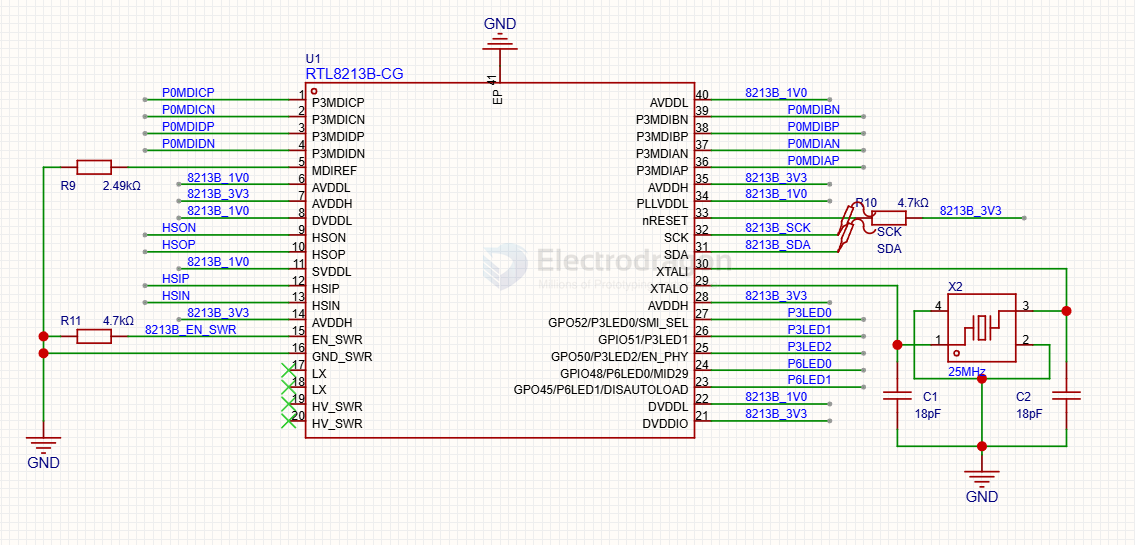 GND
U1
RTL8213B-CG
EP 41
P0MDICP 1 P3MDICP
P0MDICN 2 P3MDICN
P0MDIDP 3 P3MDIDP
P0MDIDN 4 P3MDIDN
5 MDIREF
R9 2.49kΩ
8213B_1V0 6 AVDDL
8213B_3V3 7 AVDDH
8213B_1V0 8 DVDDL
HSON 9 HSON
HSOP 10 HSOP
8213B_1V0 11 SVDDL
HSIP 12 HSIP
HSIN 13 HSIN
8213B_3V3 14 AVDDH
R11 4.7kΩ
8213B_EN_SWR 15 EN_SWR
16 GND_SWR
17 LX
18 LX
19 HV_SWR
20 HV_SWR
GND
AVDDL 40 8213B_1V0
P3MDIBN 39 P0MDIBN
P3MDIBP 38 P0MDIBP
P3MDIAN 37 P0MDIAN
P3MDIAP 36 P0MDIAP
AVDDH 35 8213B_3V3
PLLVDDL 34 8213B_1V0
nRESET 33
R10 4.7kΩ
8213B_3V3
SCK 32 8213B_SCK
SCK
SDA 31 8213B_SDA
SDA
XTALI 30
XTALO 29
AVDDH 28 8213B_3V3
GPO52/P3LED0/SMI_SEL 27 P3LED0
GPIO51/P3LED1 26 P3LED1
GPO50/P3LED2/EN_PHY 25 P3LED2
GPIO48/P6LED0/MID29 24 P6LED0
GPO45/P6LED1/DISAUTOLOAD 23 P6LED1
DVDDL 22 8213B_1V0
DVDDIO 21 8213B_3V3
X2
4 3
1 2
25MHz
C1
18pF
C2
18pF
GND
Electrodragon